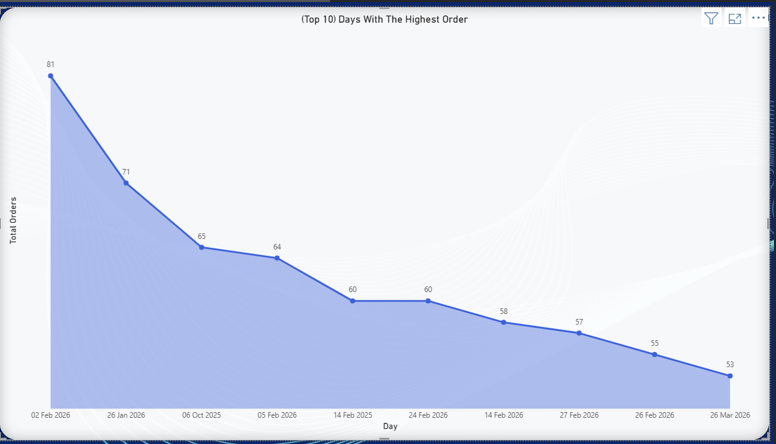 (Top 10) Days With The Highest Order
Total Orders
81
71
65
64
60
60
58
57
55
53
02 Feb 2026
26 Jan 2026
06 Oct 2025
05 Feb 2026
14 Feb 2025
24 Feb 2026
14 Feb 2026
27 Feb 2026
26 Feb 2026
26 Mar 2026
Day